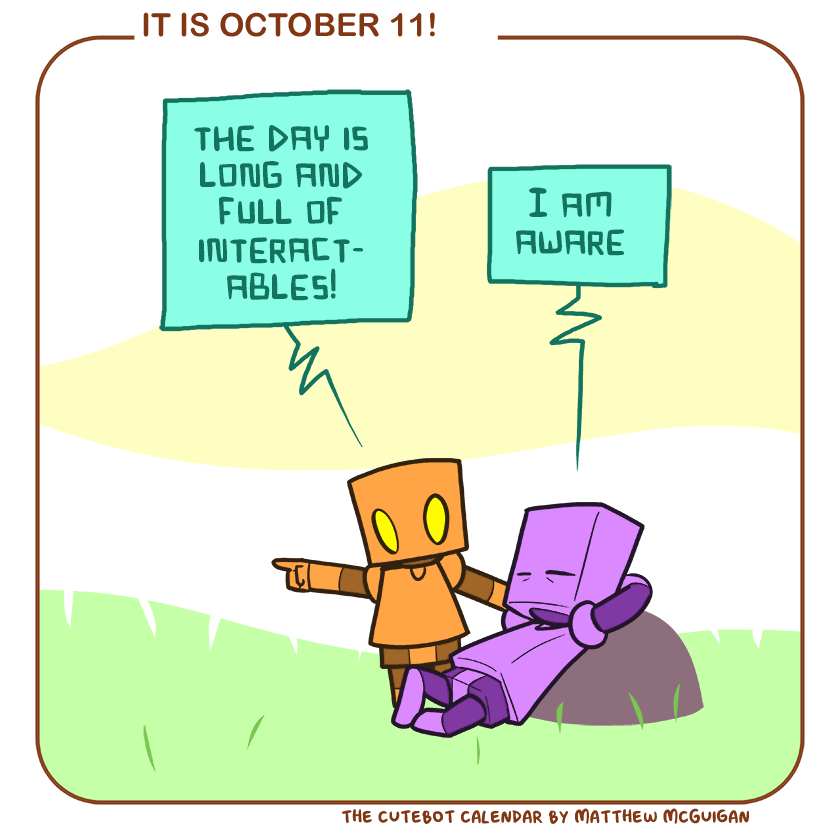 IT IS OCTOBER 11!
THE DAY IS
LONG AND
FULL OF
INTERACT-
ABLES!
I AM
AWARE
THE CUTEBOT CALENDAR BY MATTHEW MCGUIGAN